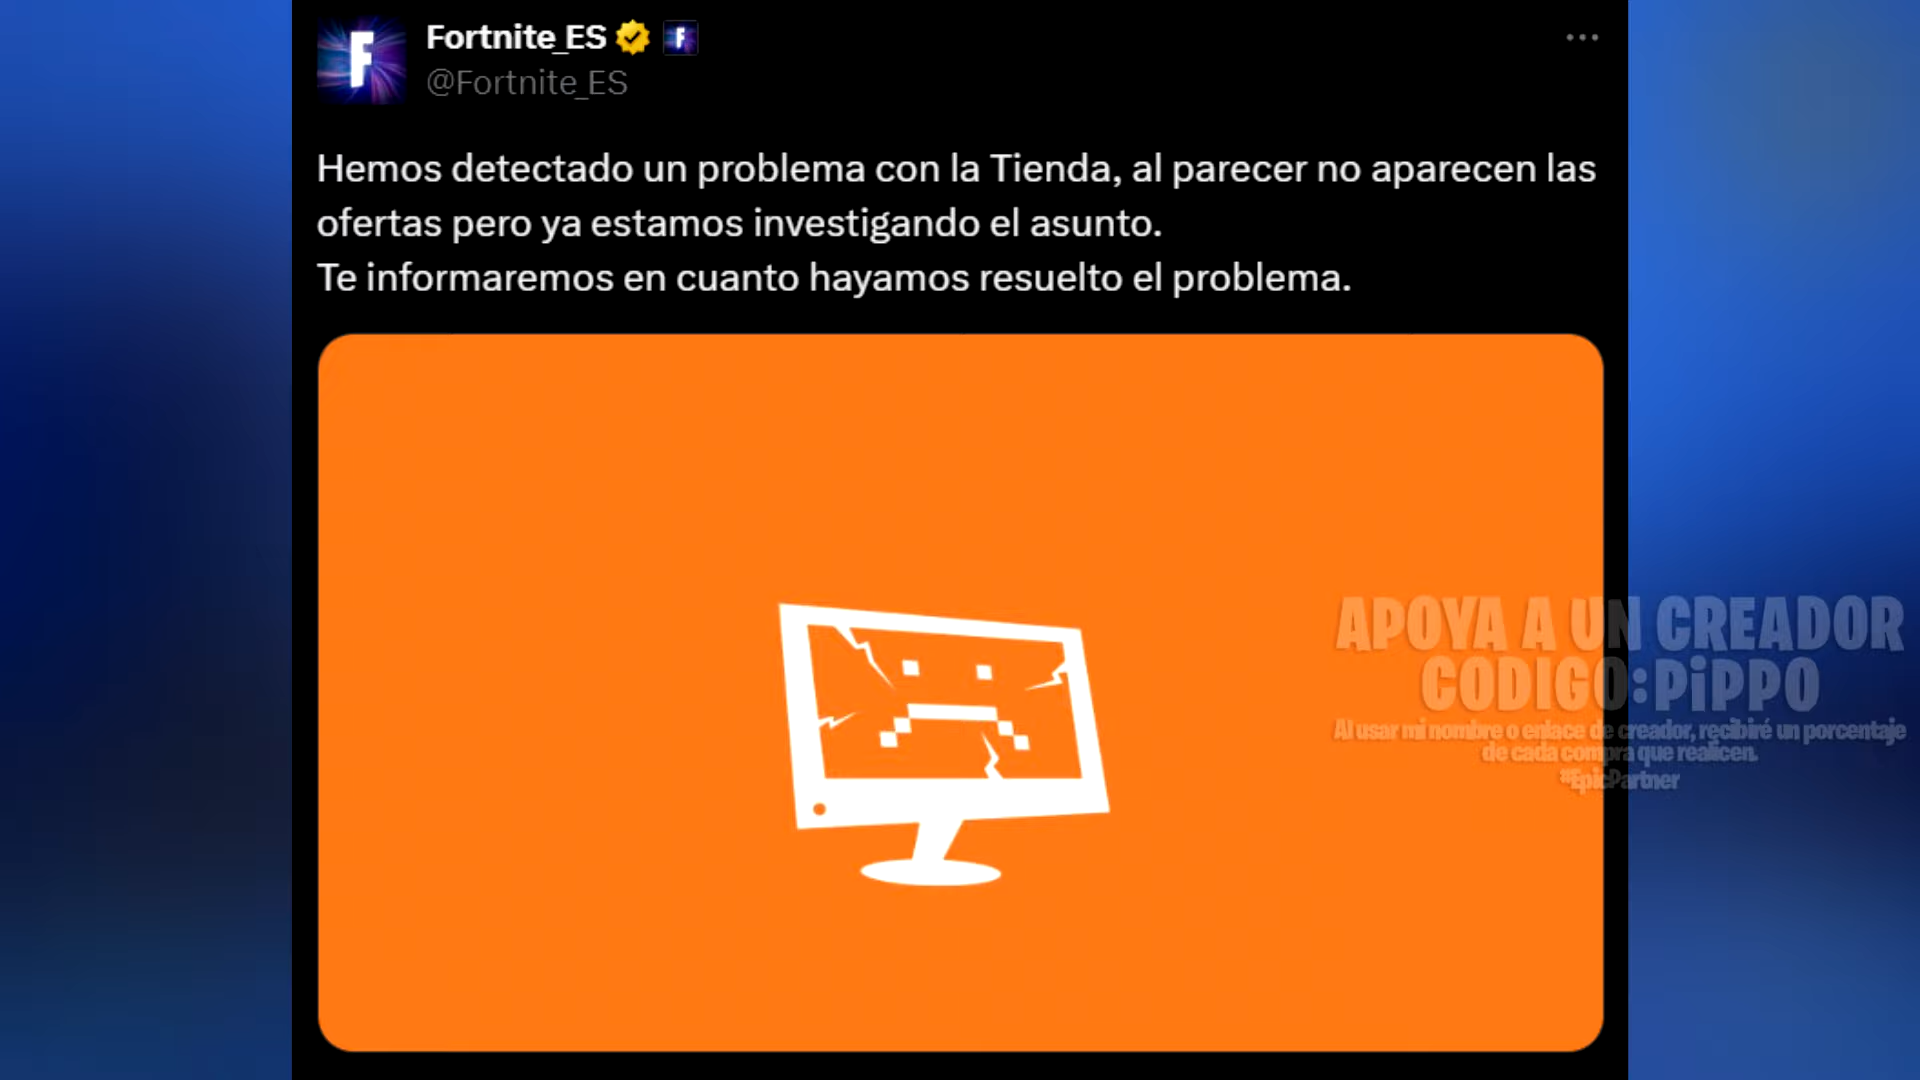 Fortnite_ES
@Fortnite_ES
Hemos detectado un problema con la Tienda, al parecer no aparecen las
ofertas pero ya estamos investigando el asunto.
Te informaremos en cuanto hayamos resuelto el problema.
APOYA A UN CREADOR
CODIGO:PiPPO
Al usar mi nombre o enlace de creador, recibiré un porcentaje
de cada compra que realicen.
#EpicPartner